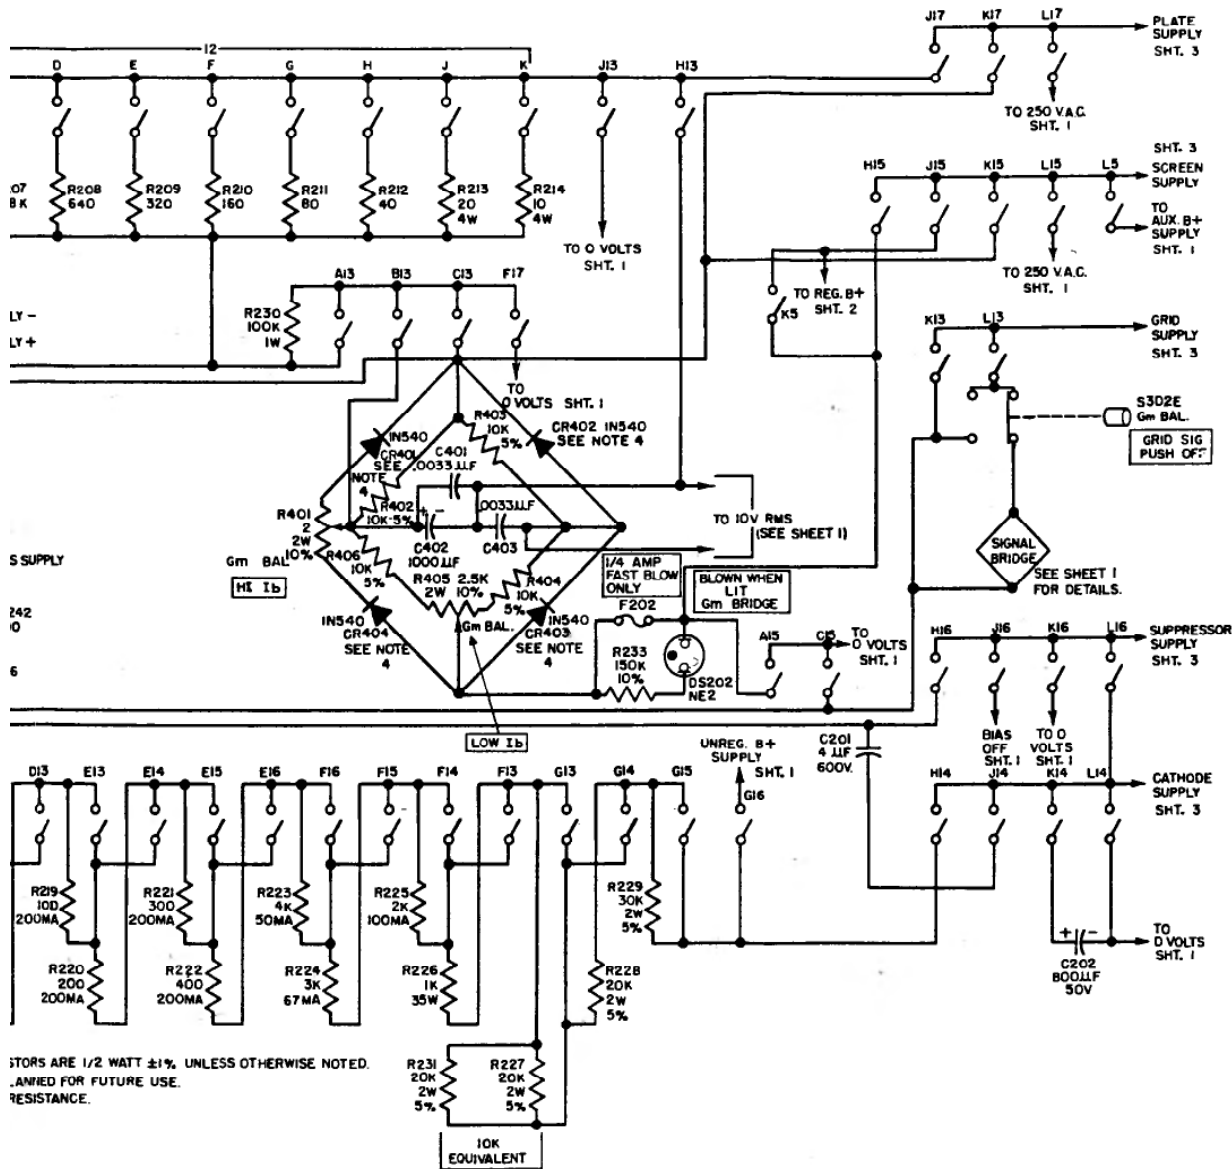 J17 K17 L17
PLATE
SUPPLY
SHT. 3
12
D E F G H J K J13 H13
TO 250 V.A.C.
SHT. 1
SHT. 3
H15 J15 K15 L15 L5
SCREEN
SUPPLY
207
8K
R208
640
R209
320
R210
160
R211
80
R212
40
R213
20
4W
R214
10
4W
TO
AUX. B+
SUPPLY
SHT. 1
TO 0 VOLTS
SHT. 1
TO 250 V.A.C.
SHT. 1
TO REG. B+
SHT. 2
K5
A13 B13 C13 F17
R230
100K
1W
LY -
LY +
K13 L13
GRID
SUPPLY
SHT. 3
TO
0 VOLTS SHT. 1
S302E
Gm BAL.
GRID SIG
PUSH OFF
R403
10K
5%
CR402 IN540
SEE NOTE 4
IN540
CR401
SEE
NOTE
4
C401
.0033µµF
R402
10K-5%
+ -
.0033µµF
R401
2
2W
10%
C402
1000µµF
C403
TO 10V RMS
(SEE SHEET 1)
Gm BAL
HI Ib
R406
10K
5%
R405 2.5K
2W 10%
R404
10K
5%
1/4 AMP
FAST BLOW
ONLY
BLOWN WHEN
LIT
Gm BRIDGE
SIGNAL
BRIDGE
SEE SHEET 1
FOR DETAILS.
S SUPPLY
242
0
6
IN540
CR404
SEE NOTE
4
Gm BAL.
IN540
CR403
SEE NOTE
4
F202
R233
150K
10%
DS202
NE2
A15 C15
TO
0 VOLTS
SHT. 1
H16 J16 K16 L16
SUPPRESSOR
SUPPLY
SHT. 3
LOW Ib
UNREG. B+
SUPPLY
SHT. 1
C201
4 µµF
600V.
BIAS
OFF
SHT. 1
TO 0
VOLTS
SHT. 1
D13 E13 E14 E15 E16 F16 F15 F14 F13 G13 G14 G15 G16
H14 J14 K14 L14
CATHODE
SUPPLY
SHT. 3
R219
100
200MA
R221
300
200MA
R223
4K
50MA
R225
2K
100MA
R229
30K
2W
5%
R220
200
200MA
R222
400
200MA
R224
3K
67MA
R226
1K
35W
R228
20K
2W
5%
+ -
C202
800µµF
50V
TO
0 VOLTS
SHT. 1
STORS ARE 1/2 WATT ±1% UNLESS OTHERWISE NOTED.
ANNED FOR FUTURE USE.
RESISTANCE.
R231
20K
2W
5%
R227
20K
2W
5%
10K
EQUIVALENT